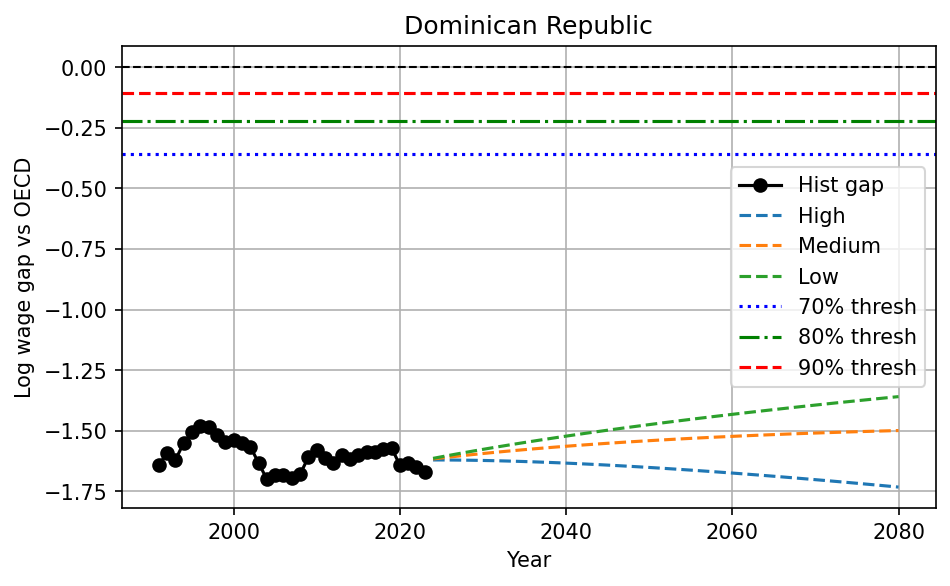 Dominican Republic
Log wage gap vs OECD
0.00
−0.25
−0.50
−0.75
−1.00
−1.25
−1.50
−1.75
Hist gap
High
Medium
Low
70% thresh
80% thresh
90% thresh
2000
2020
2040
2060
2080
Year